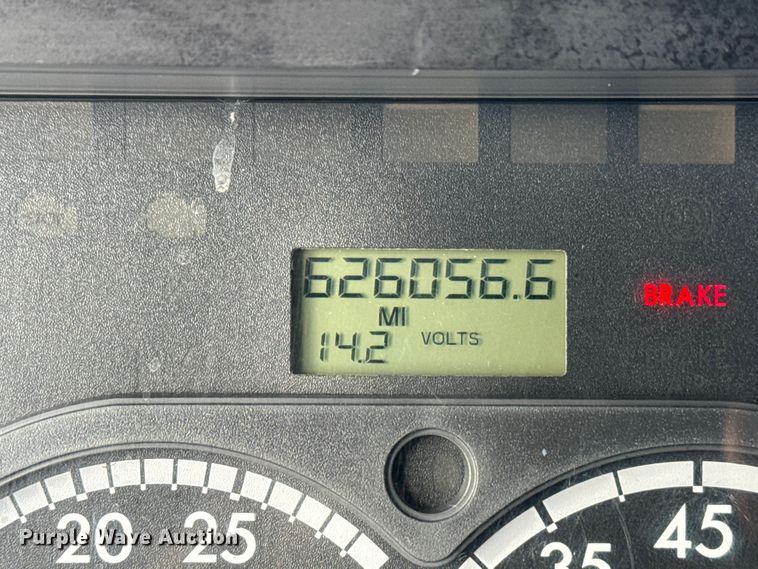 626056.6
BRAKE
MI
14.2 VOLTS
20 25 35 45
Purple Wave Auction